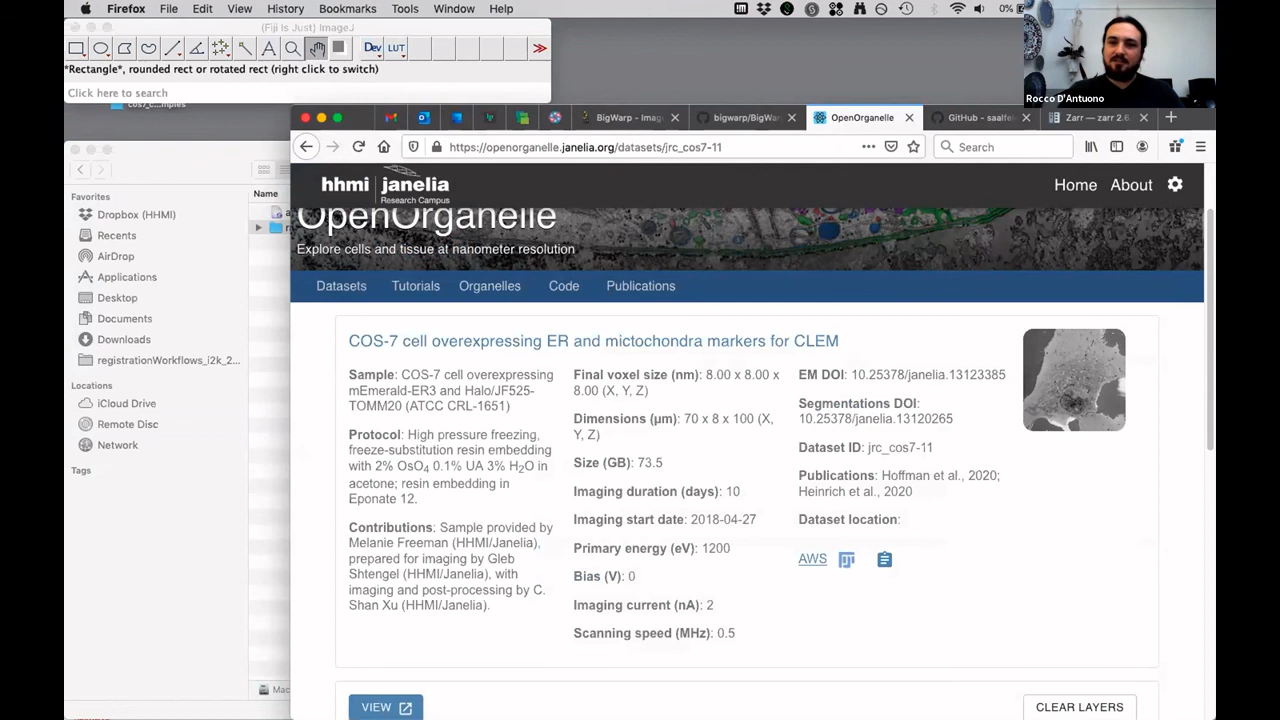 Firefox File Edit View History Bookmarks Tools Window Help
0%
(Fiji Is Just) ImageJ
Dev LUT
*Rectangle*, rounded rect or rotated rect (right click to switch)
Click here to search
Rocco D'Antuono
BigWarp - Imag
bigwarp/BigWar
OpenOrganelle
GitHub - saalfel
Zarr — zarr 2.6.
https://openorganelle.janelia.org/datasets/jrc_cos7-11
Search
hhmi janelia
Research Campus
Home About
OpenOrganelle
Explore cells and tissue at nanometer resolution
Datasets Tutorials Organelles Code Publications
Favorites
Dropbox (HHMI)
Recents
AirDrop
Applications
Desktop
Documents
Downloads
registrationWorkflows_i2k_2...
Locations
iCloud Drive
Remote Disc
Network
Tags
Name
Mac
COS-7 cell overexpressing ER and mictochondra markers for CLEM
Sample: COS-7 cell overexpressing
mEmerald-ER3 and Halo/JF525-
TOMM20 (ATCC CRL-1651)
Protocol: High pressure freezing,
freeze-substitution resin embedding
with 2% OsO4 0.1% UA 3% H2O in
acetone; resin embedding in
Eponate 12.
Contributions: Sample provided by
Melanie Freeman (HHMI/Janelia),
prepared for imaging by Gleb
Shtengel (HHMI/Janelia), with
imaging and post-processing by C.
Shan Xu (HHMI/Janelia).
Final voxel size (nm): 8.00 x 8.00 x
8.00 (X, Y, Z)
Dimensions (µm): 70 x 8 x 100 (X,
Y, Z)
Size (GB): 73.5
Imaging duration (days): 10
Imaging start date: 2018-04-27
Primary energy (eV): 1200
Bias (V): 0
Imaging current (nA): 2
Scanning speed (MHz): 0.5
EM DOI: 10.25378/janelia.13123385
Segmentations DOI:
10.25378/janelia.13120265
Dataset ID: jrc_cos7-11
Publications: Hoffman et al., 2020;
Heinrich et al., 2020
Dataset location:
AWS
VIEW
CLEAR LAYERS